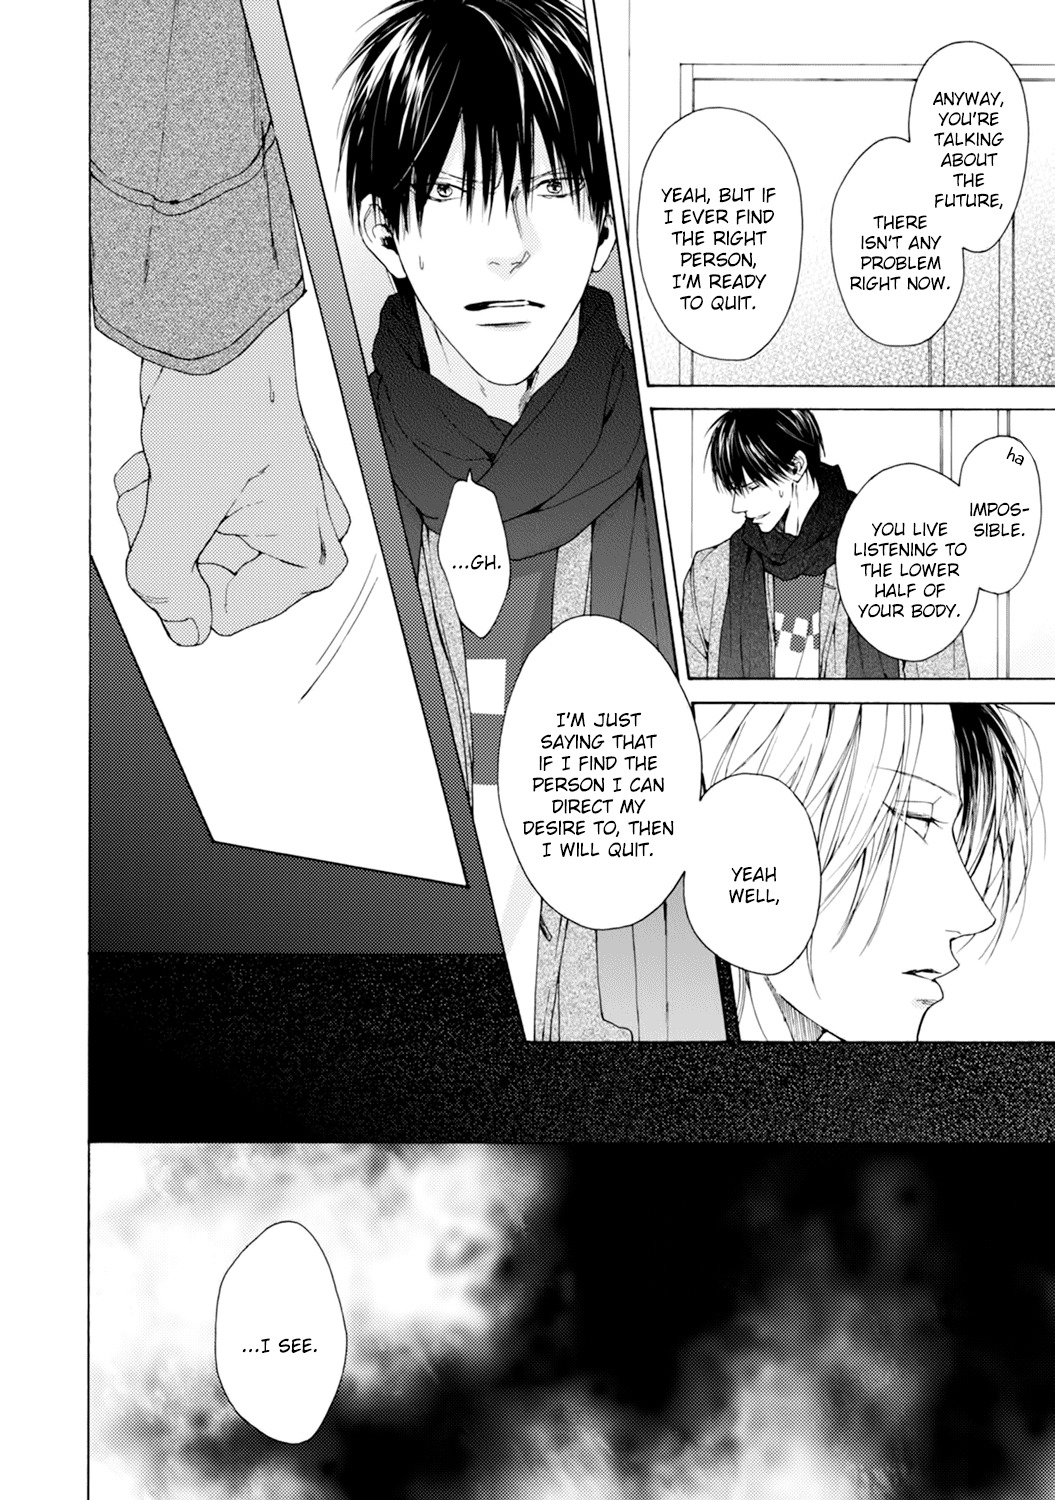 ANYWAY,
YOU'RE
TALKING
ABOUT
THE
FUTURE,
THERE
ISN'T ANY
PROBLEM
RIGHT NOW.
YEAH, BUT IF
I EVER FIND
THE RIGHT
PERSON,
I'M READY
TO QUIT.
ha
IMPOS-
SIBLE.
YOU LIVE
LISTENING TO
THE LOWER
HALF OF
YOUR BODY.
YEAH
WELL,
I'M JUST
SAYING THAT
IF I FIND THE
PERSON I CAN
DIRECT MY
DESIRE TO, THEN
I WILL QUIT.
...GH.
...I SEE.